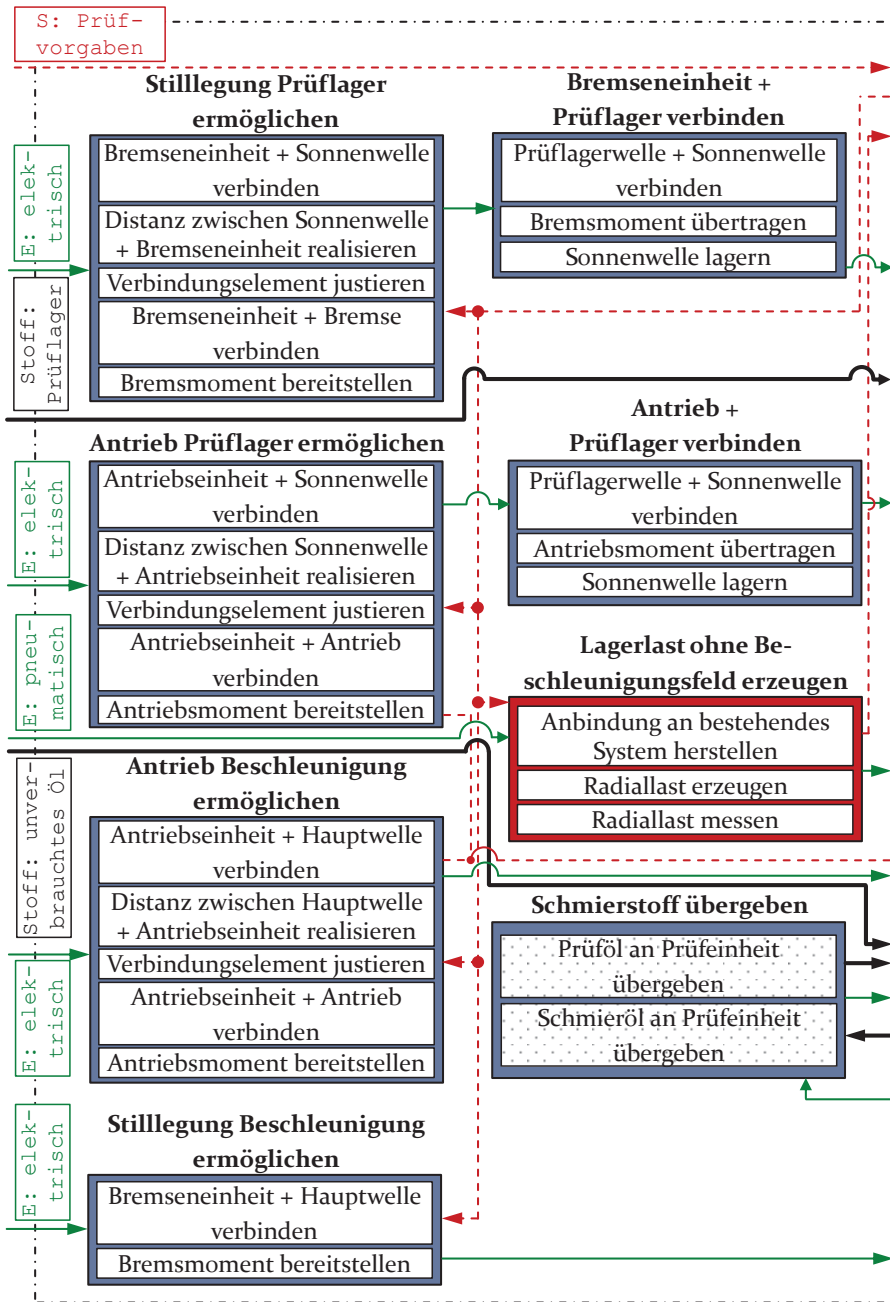 S: Prüf-
vorgaben
E: elek-
trisch
Stoff:
Prüflager
E: elek-
trisch
E: pneu-
matisch
Stoff: unver-
brauchtes Öl
E: elek-
trisch
E: elek-
trisch
Stilllegung Prüflager
ermöglichen
Bremseneinheit + Sonnenwelle
verbinden
Distanz zwischen Sonnenwelle
+ Bremseneinheit realisieren
Verbindungselement justieren
Bremseneinheit + Bremse
verbinden
Bremsmoment bereitstellen
Bremseneinheit +
Prüflager verbinden
Prüflagerwelle + Sonnenwelle
verbinden
Bremsmoment übertragen
Sonnenwelle lagern
Antrieb Prüflager ermöglichen
Antriebseinheit + Sonnenwelle
verbinden
Distanz zwischen Sonnenwelle
+ Antriebseinheit realisieren
Verbindungselement justieren
Antriebseinheit + Antrieb
verbinden
Antriebsmoment bereitstellen
Antrieb +
Prüflager verbinden
Prüflagerwelle + Sonnenwelle
verbinden
Antriebsmoment übertragen
Sonnenwelle lagern
Lagerlast ohne Be-
schleunigungsfeld erzeugen
Anbindung an bestehendes
System herstellen
Radiallast erzeugen
Radiallast messen
Antrieb Beschleunigung
ermöglichen
Antriebseinheit + Hauptwelle
verbinden
Distanz zwischen Hauptwelle
+ Antriebseinheit realisieren
Verbindungselement justieren
Antriebseinheit + Antrieb
verbinden
Antriebsmoment bereitstellen
Schmierstoff übergeben
Prüföl an Prüfeinheit
übergeben
Schmieröl an Prüfeinheit
übergeben
Stilllegung Beschleunigung
ermöglichen
Bremseneinheit + Hauptwelle
verbinden
Bremsmoment bereitstellen